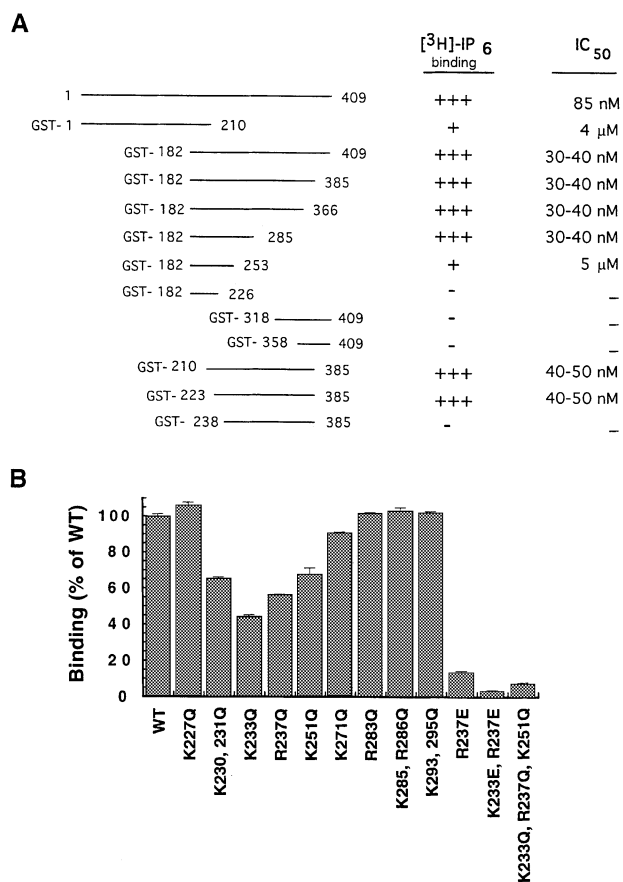 A
[³H]-IP 6 IC 50
binding
1 409 +++ 85 nM
GST- 1 210 + 4 µM
GST- 182 409 +++ 30-40 nM
GST- 182 385 +++ 30-40 nM
GST- 182 366 +++ 30-40 nM
GST- 182 285 +++ 30-40 nM
GST- 182 253 + 5 µM
GST- 182 226 - –
GST- 318 409 - –
GST- 358 409 - –
GST- 210 385 +++ 40-50 nM
GST- 223 385 +++ 40-50 nM
GST- 238 385 - –
B
Binding (% of WT)
100
80
60
40
20
0
WT
K227Q
K230, 231Q
K233Q
R237Q
K251Q
K271Q
R283Q
K285, R286Q
K293, 295Q
R237E
K233E, R237E
K233Q, R237Q, K251Q